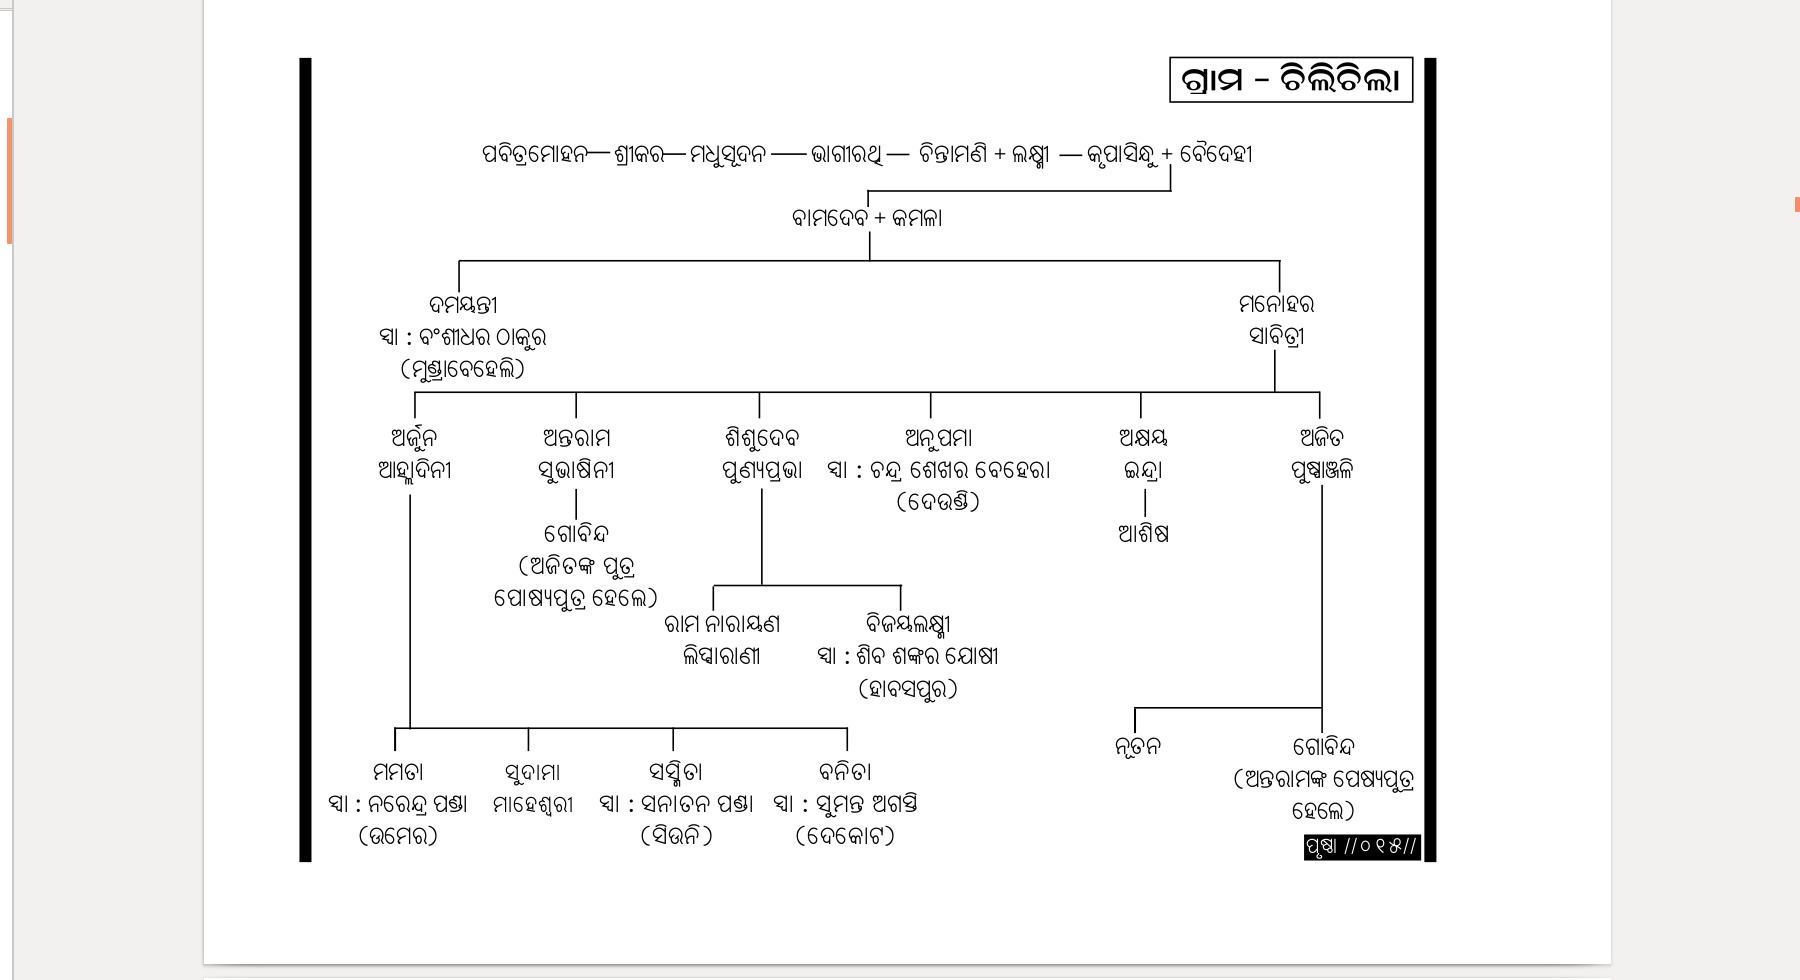 ଗ୍ରାମ - ଚିଲିଚିଲା
ପବିତ୍ରମୋହନ — ଶ୍ରୀକର — ମଧୁସୂଦନ — ଭାଗୀରଥି — ଚିନ୍ତାମଣି + ଲକ୍ଷ୍ମୀ — କୃପାସିନ୍ଧୁ + ବୈଦେହୀ
ବାମଦେବ + କମଳା
ଦମୟନ୍ତୀ ମନୋହର
ସ୍ୱା : ବଂଶୀଧର ଠାକୁର ସାବିତ୍ରୀ
(ମୁଣ୍ଡ୍ରାବେହେଲି)
ଅର୍ଜୁନ ଅନ୍ତରାମ ଶିଶୁଦେବ ଅନୁପମା ଅକ୍ଷୟ ଅଜିତ
ଆହ୍ଲାଦିନୀ ସୁଭାଷିନୀ ପୁଣ୍ୟପ୍ରଭା ସ୍ୱା : ଚନ୍ଦ୍ର ଶେଖର ବେହେରା ଇନ୍ଦ୍ରା ପୁଷ୍ପାଞ୍ଜଳି
(ଦେଉଣ୍ଡି)
ଗୋବିନ୍ଦ ଆଶିଷ
(ଅଜିତଙ୍କ ପୁତ୍ର
ପୋଷ୍ୟପୁତ୍ର ହେଲେ)
ରାମ ନାରାୟଣ ବିଜୟଲକ୍ଷ୍ମୀ
ଲିପ୍ସାରାଣୀ ସ୍ୱା : ଶିବ ଶଙ୍କର ଯୋଷୀ
(ହାବସପୁର)
ନୂତନ ଗୋବିନ୍ଦ
(ଅନ୍ତରାମଙ୍କ ପେଷ୍ୟପୁତ୍ର
ହେଲେ)
ମମତା ସୁଦାମା ସସ୍ମିତା ବନିତା
ସ୍ୱା : ନରେନ୍ଦ୍ର ପଣ୍ଡା ମାହେଶ୍ୱରୀ ସ୍ୱା : ସନାତନ ପଣ୍ଡା ସ୍ୱା : ସୁମନ୍ତ ଅଗସ୍ତି
(ଉମେର) (ସିଉନି) (ଦେକୋଟ)
ପୃଷ୍ଠା //୦୧୫//